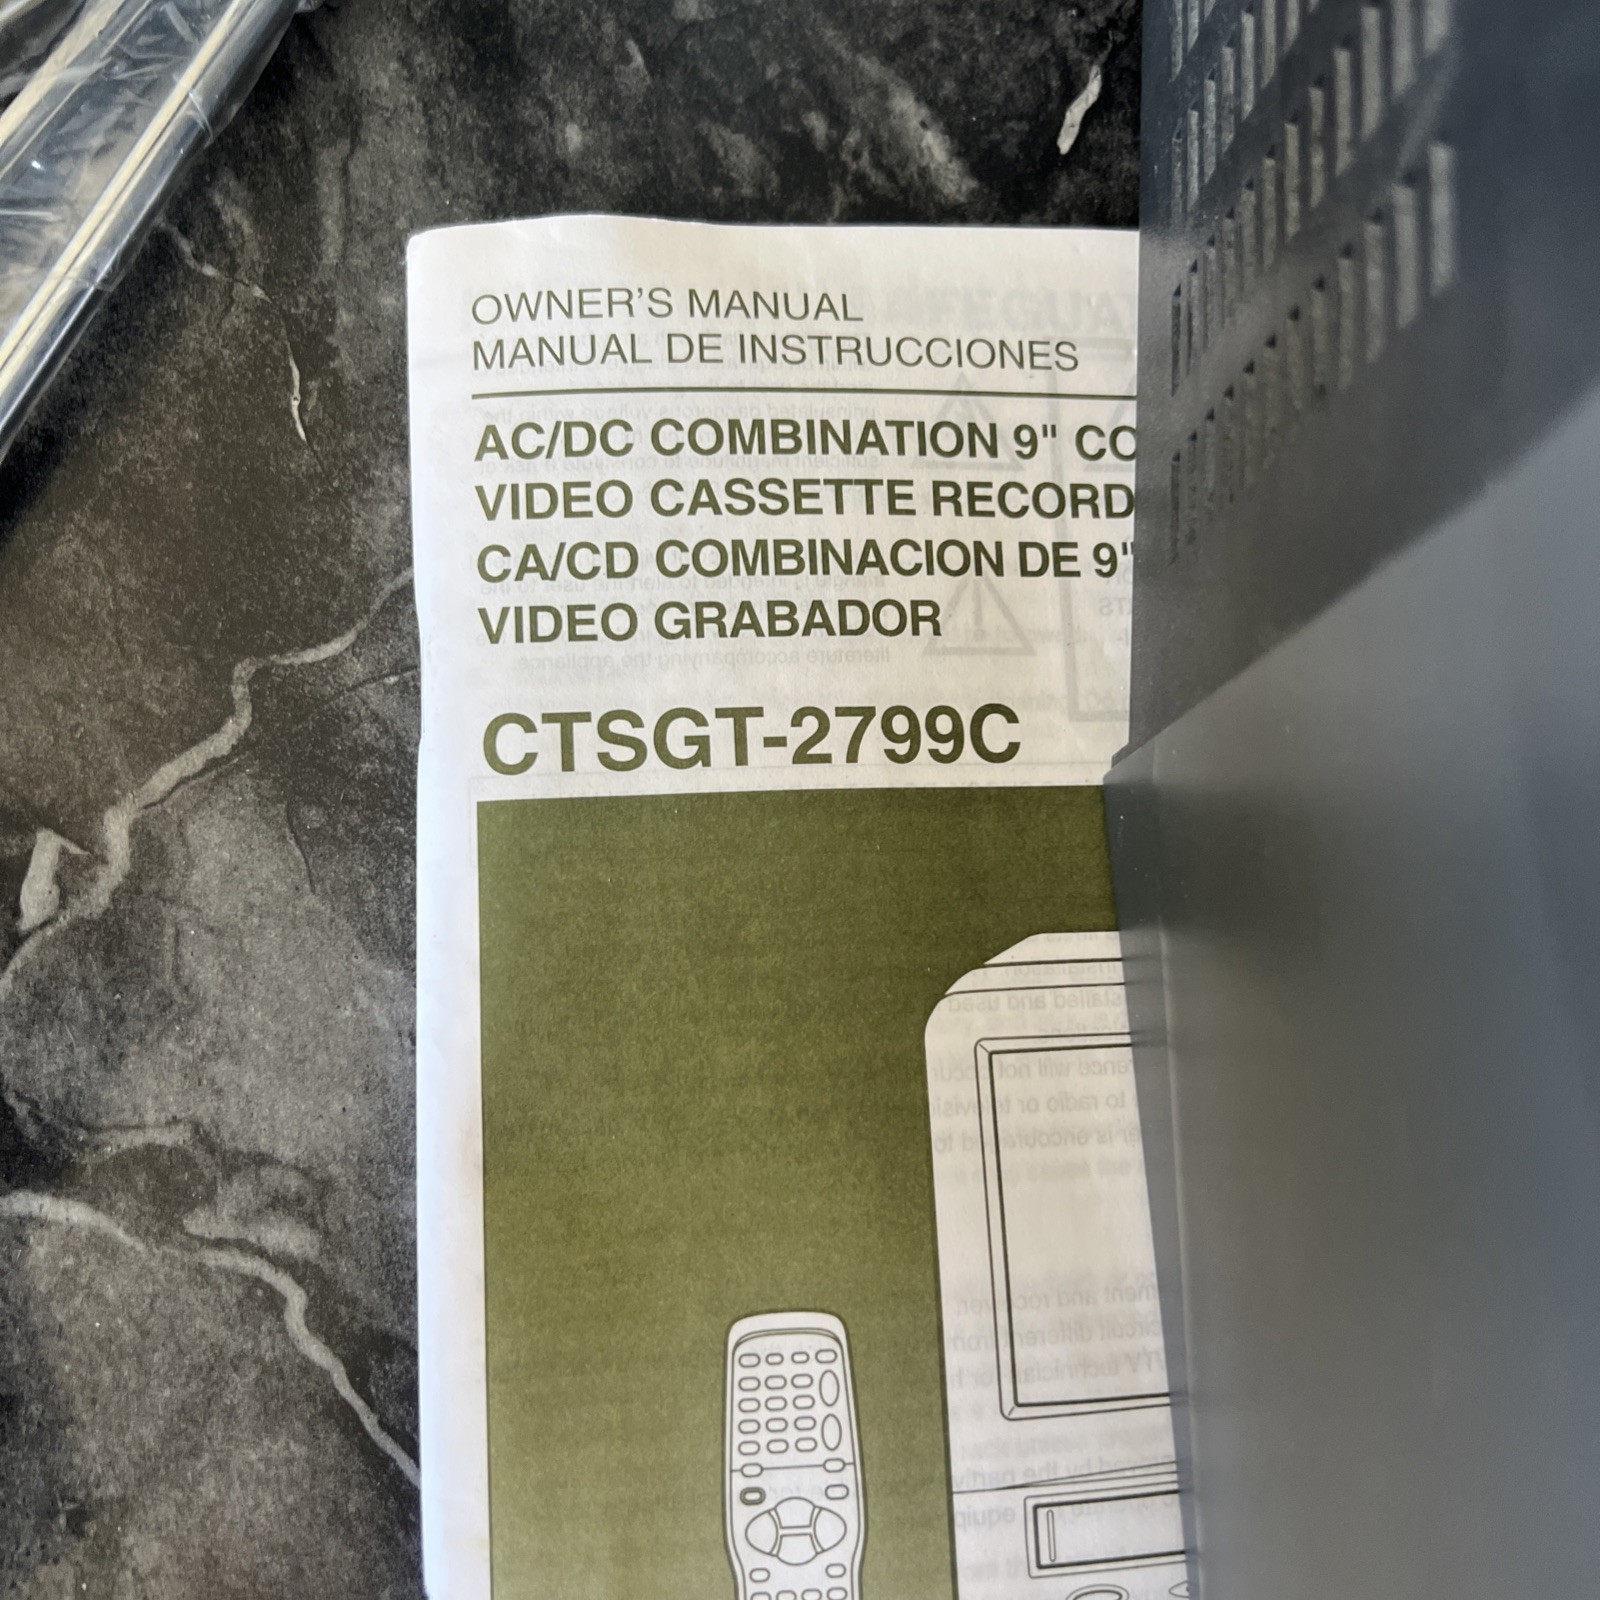 OWNER'S MANUAL
MANUAL DE INSTRUCCIONES
AC/DC COMBINATION 9" CO
VIDEO CASSETTE RECORD
CA/CD COMBINACION DE 9"
VIDEO GRABADOR
CTSGT-2799C